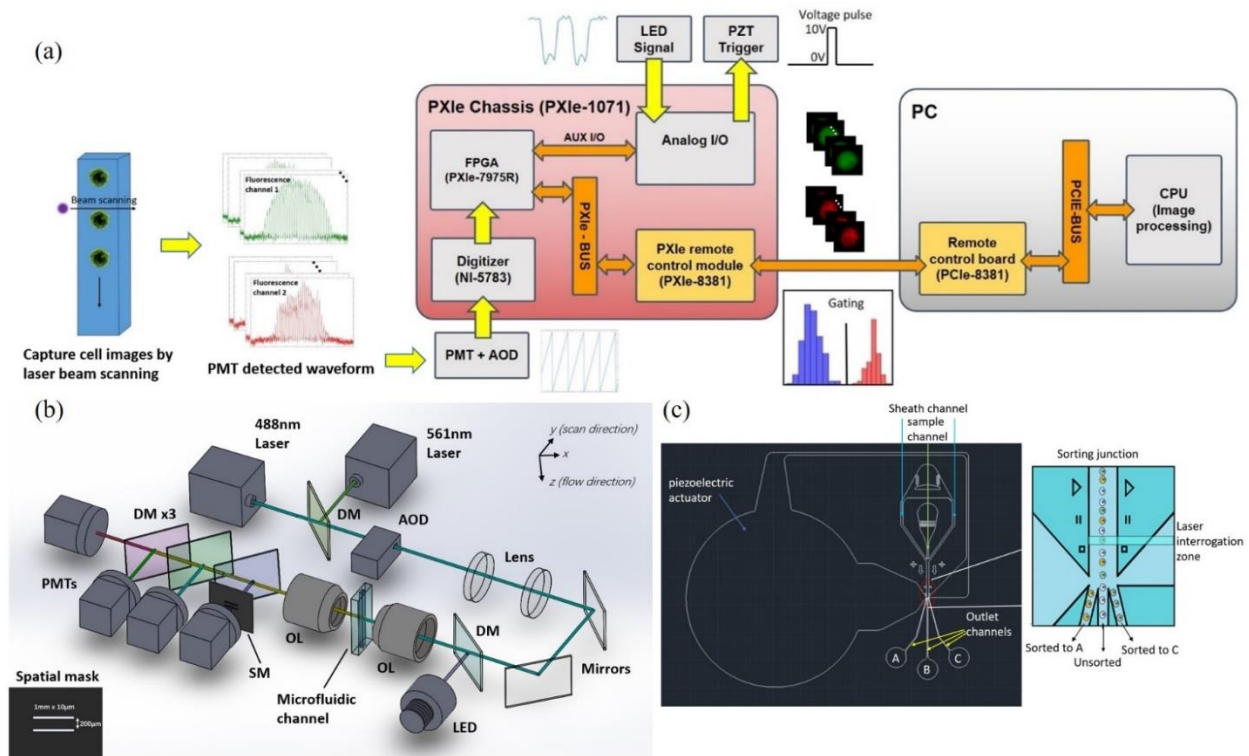 (a)
Beam scanning
Capture cell images by
laser beam scanning
Fluorescence
channel 1
Fluorescence
channel 2
PMT detected waveform
LED
Signal
PZT
Trigger
Voltage pulse
10V
0V
PXIe Chassis (PXIe-1071)
FPGA
(PXIe-7975R)
AUX I/O
Analog I/O
Digitizer
(NI-5783)
PXIe - BUS
PXIe remote
control module
(PXIe-8381)
PMT + AOD
Gating
PC
Remote
control board
(PCIe-8381)
PCIE-BUS
CPU
(Image
processing)
(b)
488nm
Laser
561nm
Laser
y (scan direction)
x
z (flow direction)
DM x3
DM
AOD
Lens
PMTs
OL
OL
DM
Mirrors
SM
Microfluidic
channel
LED
Spatial mask
1mm x 10μm
200μm
(c)
Sheath channel
sample
channel
piezoelectric
actuator
Outlet
channels
A
B
C
Sorting junction
Laser
interrogation
zone
Sorted to A
Unsorted
Sorted to C